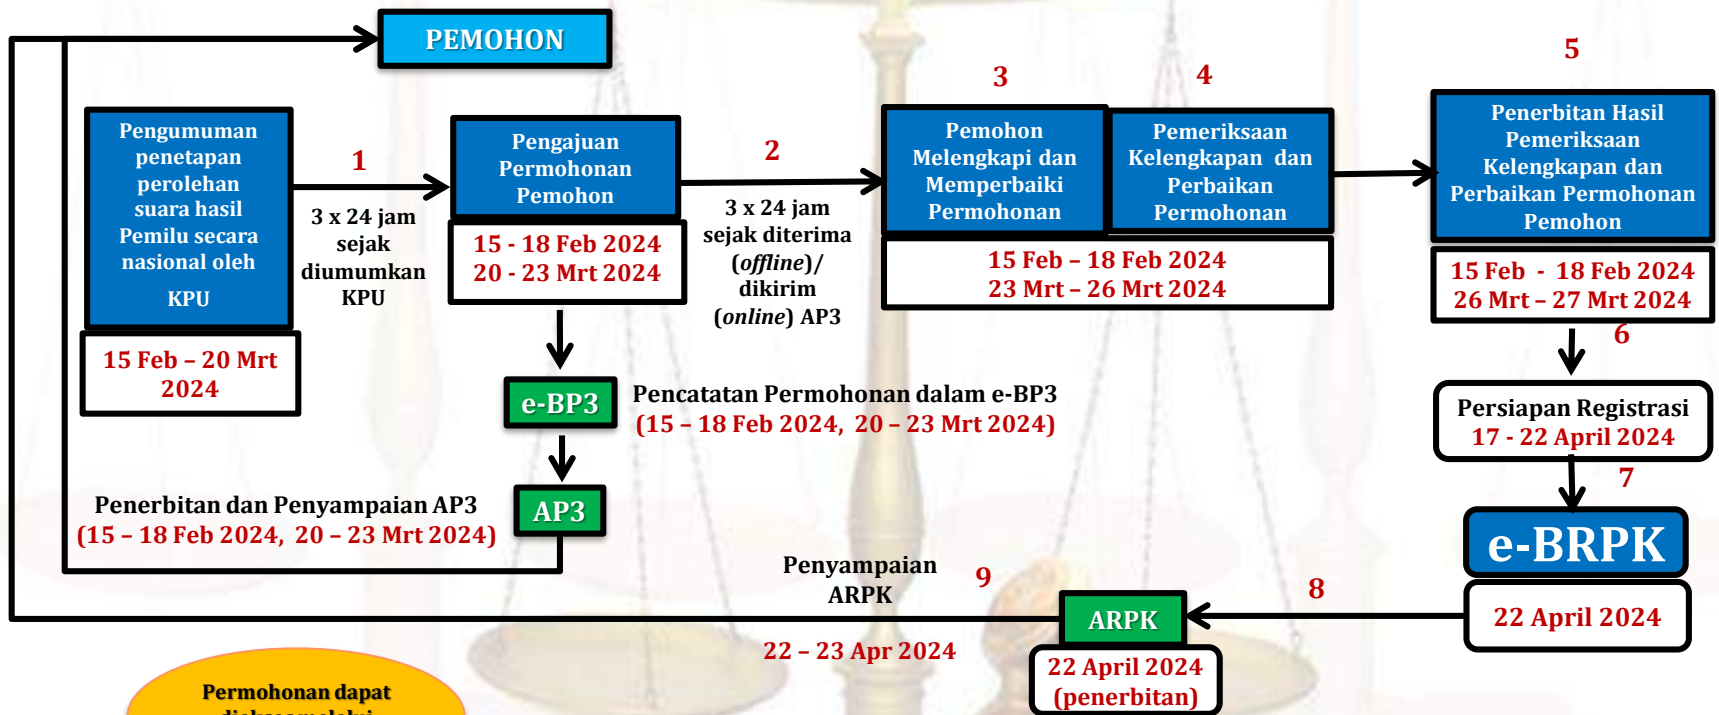 PEMOHON
Pengumuman
penetapan
perolehan
suara hasil
Pemilu secara
nasional oleh
KPU
15 Feb – 20 Mrt
2024
1
3 x 24 jam
sejak
diumumkan
KPU
Pengajuan
Permohonan
Pemohon
15 - 18 Feb 2024
20 - 23 Mrt 2024
2
3 x 24 jam
sejak diterima
(offline)/
dikirim
(online) AP3
3
Pemohon
Melengkapi dan
Memperbaiki
Permohonan
4
Pemeriksaan
Kelengkapan dan
Perbaikan
Permohonan
15 Feb – 18 Feb 2024
23 Mrt – 26 Mrt 2024
5
Penerbitan Hasil
Pemeriksaan
Kelengkapan dan
Perbaikan Permohonan
Pemohon
15 Feb - 18 Feb 2024
26 Mrt – 27 Mrt 2024
6
e-BP3
Pencatatan Permohonan dalam e-BP3
(15 – 18 Feb 2024, 20 – 23 Mrt 2024)
Persiapan Registrasi
17 - 22 April 2024
7
Penerbitan dan Penyampaian AP3
(15 – 18 Feb 2024, 20 – 23 Mrt 2024)
AP3
e-BRPK
22 April 2024
8
ARPK
22 April 2024
(penerbitan)
9
Penyampaian
ARPK
22 – 23 Apr 2024
Permohonan dapat